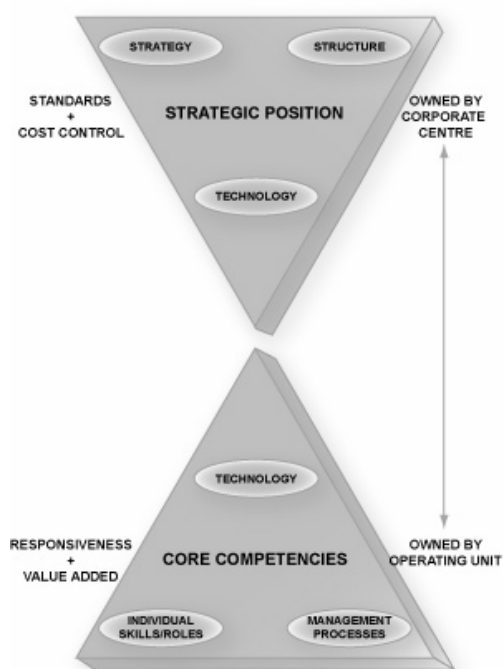 STRATEGY
STRUCTURE
STANDARDS
+
COST CONTROL
STRATEGIC POSITION
OWNED BY
CORPORATE
CENTRE
TECHNOLOGY
TECHNOLOGY
RESPONSIVENESS
+
VALUE ADDED
CORE COMPETENCIES
OWNED BY
OPERATING UNIT
INDIVIDUAL
SKILLS/ROLES
MANAGEMENT
PROCESSES